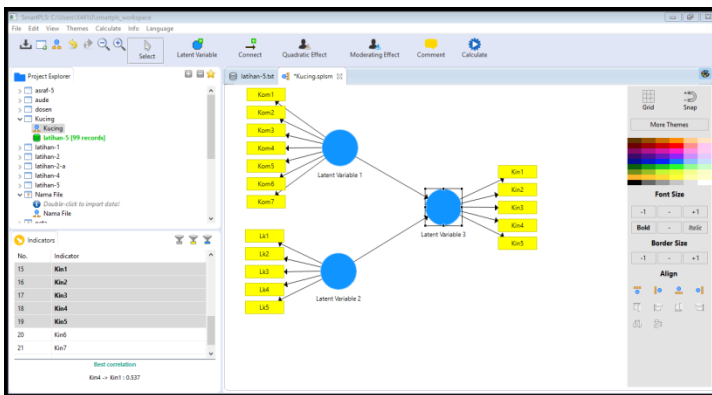 SmartPLS: C:\Users\X441U\smartpls_workspace
File Edit View Themes Calculate Info Language
Select
Latent Variable
Connect
Quadratic Effect
Moderating Effect
Comment
Calculate
Project Explorer
asraf-5
aude
dosen
Kucing
Kucing
latihan-5 [99 records]
latihan-1
latihan-2
latihan-2-a
latihan-4
latihan-5
Nama File
Double-click to import data!
Nama File
Indicators
No. Indicator
15 Kin1
16 Kin2
17 Kin3
18 Kin4
19 Kin5
20 Kin6
21 Kin7
Best correlation
Kin4 -> Kin1 : 0.537
latihan-5.txt
*Kucing.splsm
Kom1
Kom2
Kom3
Kom4
Kom5
Kom6
Kom7
Latent Variable 1
Lk1
Lk2
Lk3
Lk4
Lk5
Latent Variable 2
Latent Variable 3
Kin1
Kin2
Kin3
Kin4
Kin5
Grid
Snap
More Themes
Font Size
-1 - +1
Bold - Italic
Border Size
-1 - +1
Align